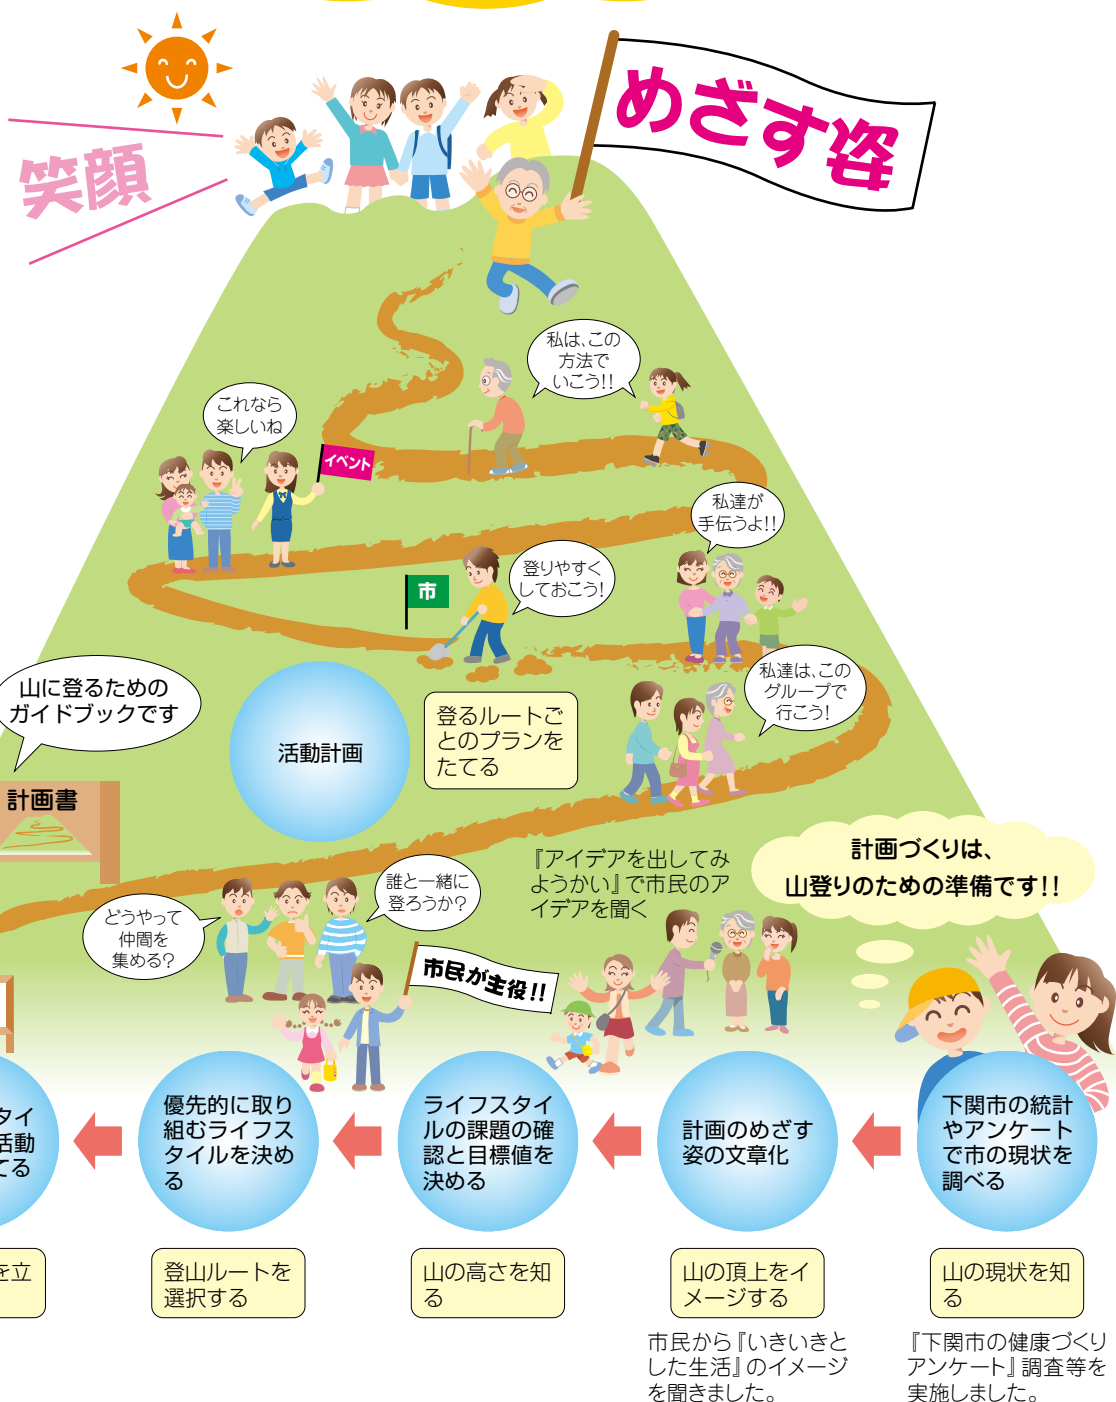 めざす姿
笑顔
私は、この
方法で
いこう!!
これなら
楽しいね
イベント
私達が
手伝うよ!!
登りやすく
しておこう!
市
山に登るための
ガイドブックです
活動計画
登るルートご
とのプランを
たてる
私達は、この
グループで
行こう!
計画書
『アイデアを出してみ
ようかい』で市民のア
イデアを聞く
計画づくりは、
山登りのための準備です!!
どうやって
仲間を
集める?
誰と一緒に
登ろうか?
市民が主役!!
タイ
活動
てる
優先的に取り
組むライフス
タイルを決め
る
ライフスタイ
ルの課題の確
認と目標値を
決める
計画のめざす
姿の文章化
下関市の統計
やアンケート
で市の現状を
調べる
を立
登山ルートを
選択する
山の高さを知
る
山の頂上をイ
メージする
山の現状を知
る
市民から『いきいきと
した生活』のイメージ
を聞きました。
『下関市の健康づくり
アンケート』調査等を
実施しました。